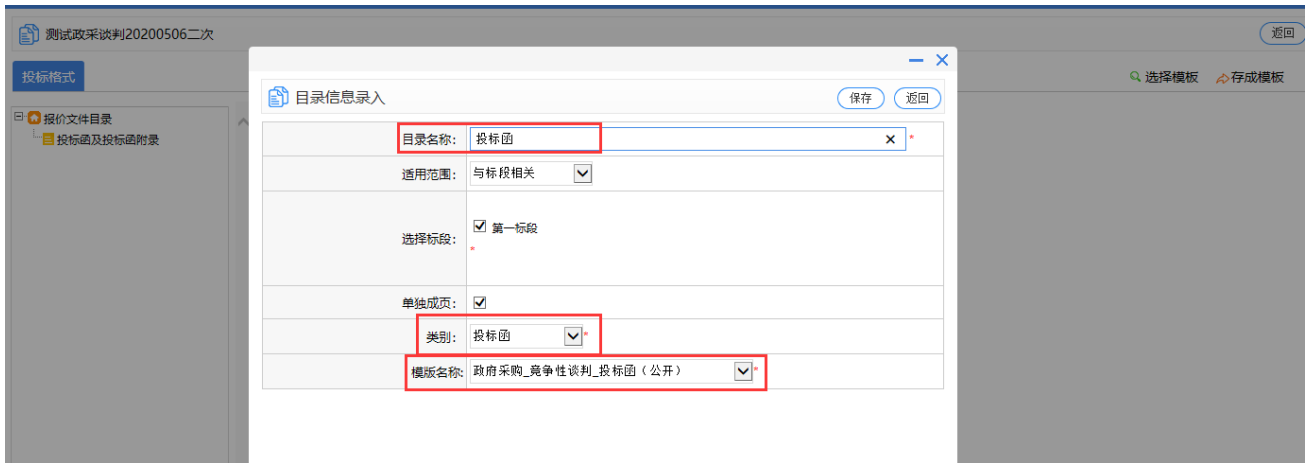 测试政采谈判20200506二次
返回
投标格式
选择模板
存成模板
报价文件目录
投标函及投标函附录
目录信息录入
保存
返回
目录名称：
投标函
*
适用范围：
与标段相关
选择标段：
第一标段
*
单独成页：
类别：
投标函
*
模版名称:
政府采购_竞争性谈判_投标函（公开）
*